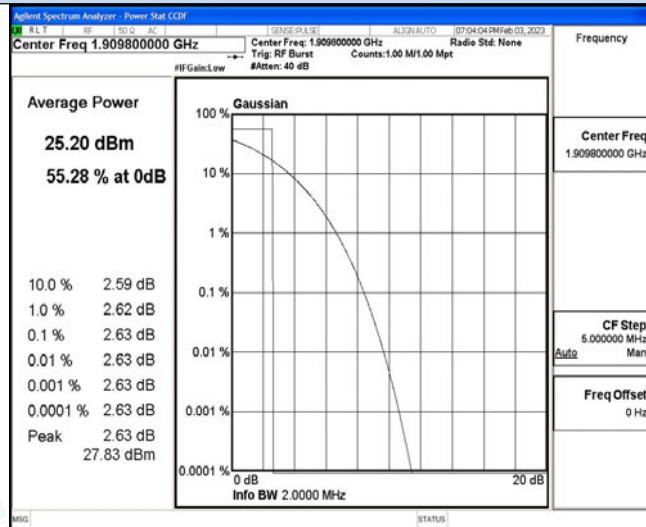 Agilent Spectrum Analyzer - Power Stat CCDF
RLT RF 50 Ω AC SENSE:PULSE ALIGN AUTO 07:04:04 PM Feb 03, 2023
Center Freq 1.909800000 GHz
Center Freq: 1.909800000 GHz Radio Std: None
Trig: RF Burst Counts:1.00 M/1.00 Mpt
#IFGain:Low #Atten: 40 dB
Frequency
Average Power
25.20 dBm
55.28 % at 0dB
10.0 % 2.59 dB
1.0 % 2.62 dB
0.1 % 2.63 dB
0.01 % 2.63 dB
0.001 % 2.63 dB
0.0001 % 2.63 dB
Peak 2.63 dB
27.83 dBm
Gaussian
100 %
10 %
1 %
0.1 %
0.01 %
0.001 %
0.0001 %
0 dB 20 dB
Info BW 2.0000 MHz
Center Freq
1.909800000 GHz
CF Step
5.000000 MHz
Auto Man
Freq Offset
0 Hz
MSG STATUS